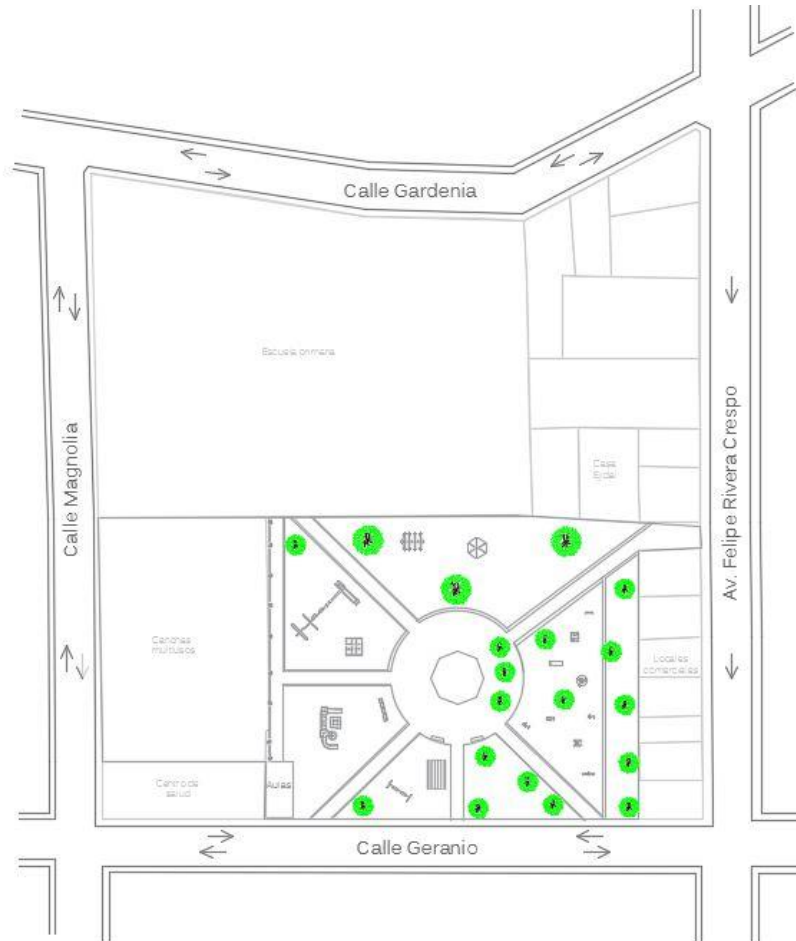 Calle Gardenia
Escuela primaria
Calle Magnolia
Av. Felipe Rivera Crespo
Casa
Ejidal
Canchas
multiusos
Locales
comerciales
Centro de
salud
Aulas
Calle Geranio